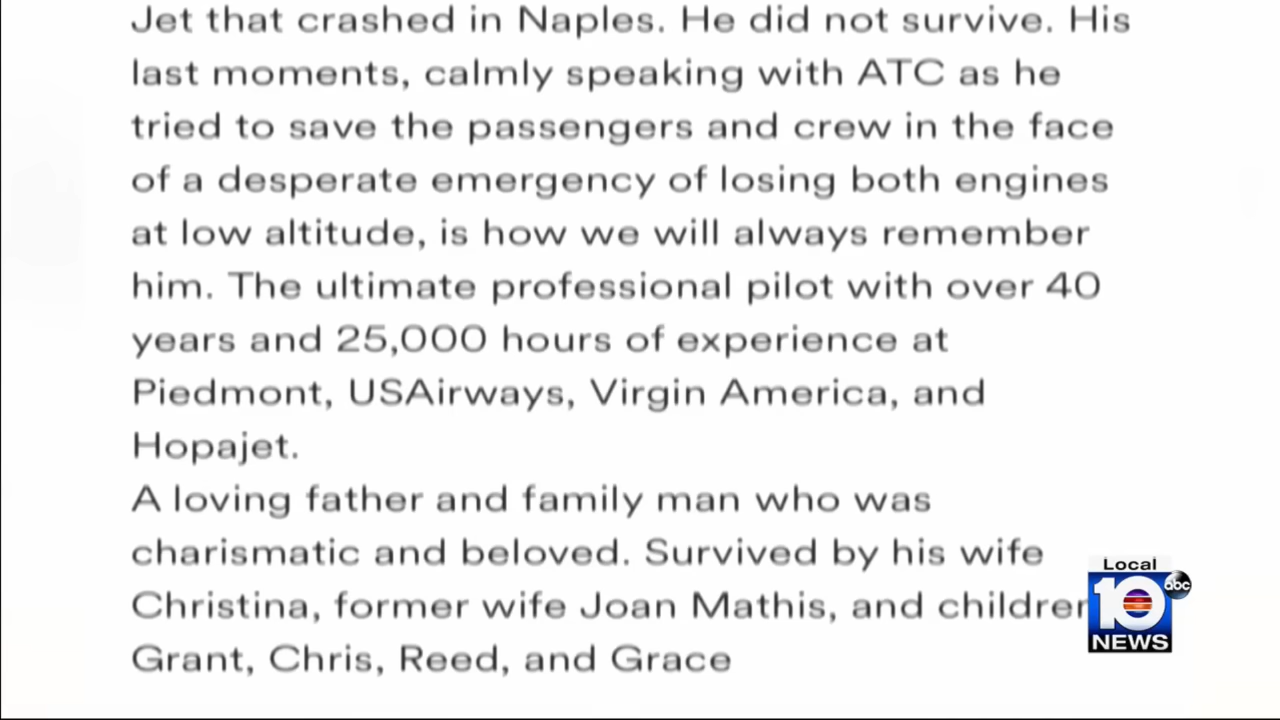 Jet that crashed in Naples. He did not survive. His
last moments, calmly speaking with ATC as he
tried to save the passengers and crew in the face
of a desperate emergency of losing both engines
at low altitude, is how we will always remember
him. The ultimate professional pilot with over 40
years and 25,000 hours of experience at
Piedmont, USAirways, Virgin America, and
Hopajet.
A loving father and family man who was
charismatic and beloved. Survived by his wife
Christina, former wife Joan Mathis, and children
Grant, Chris, Reed, and Grace
Local
10
abc
NEWS